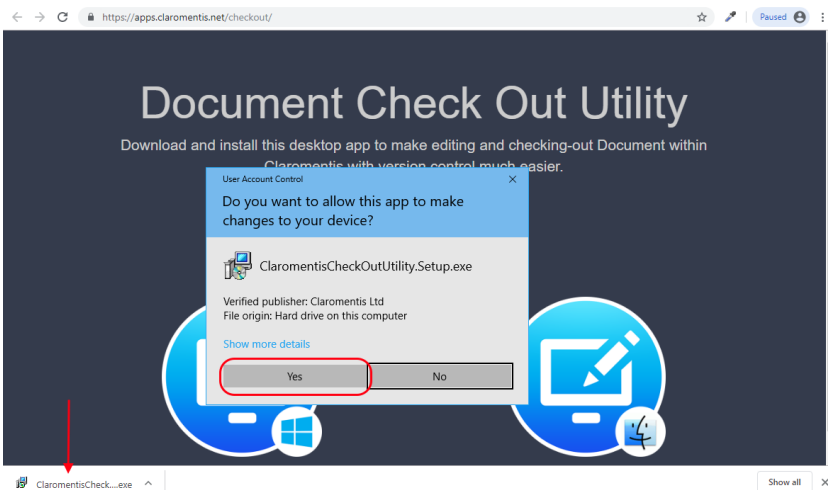 https://apps.claromentis.net/checkout/
Paused
Document Check Out Utility
Download and install this desktop app to make editing and checking-out Document within
Claromentis with version control much easier.
User Account Control
Do you want to allow this app to make
changes to your device?
ClaromentisCheckOutUtility.Setup.exe
Verified publisher: Claromentis Ltd
File origin: Hard drive on this computer
Show more details
Yes No
ClaromentisCheck....exe
Show all